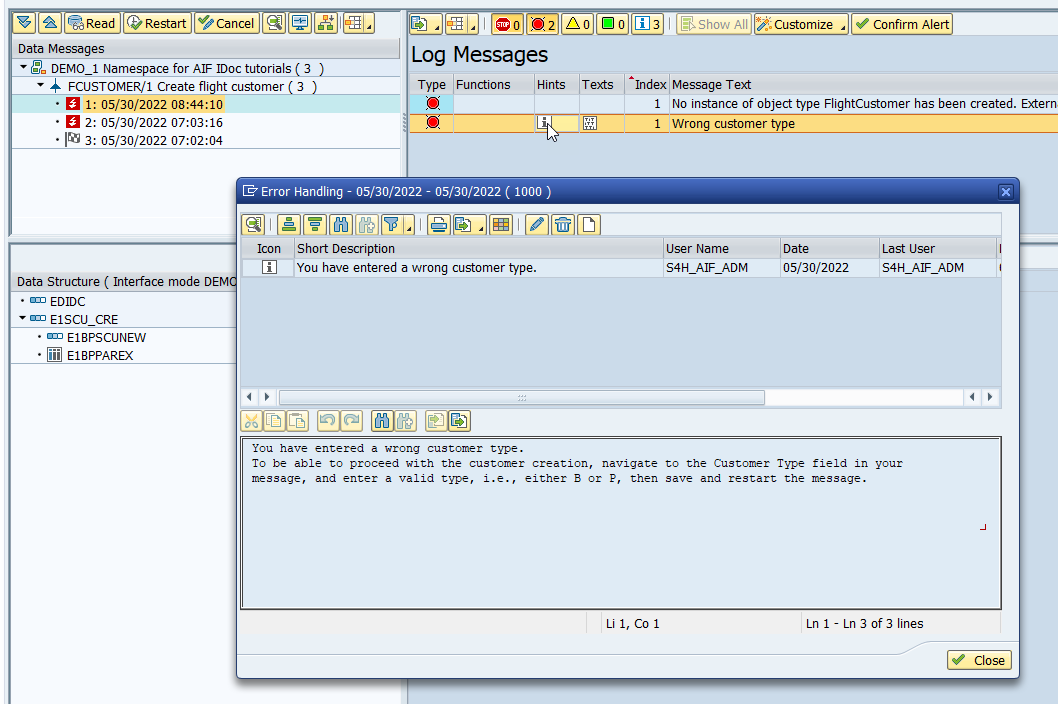 Read Restart Cancel
Data Messages
DEMO_1 Namespace for AIF IDoc tutorials ( 3 )
FCUSTOMER/1 Create flight customer ( 3 )
1: 05/30/2022 08:44:10
2: 05/30/2022 07:03:16
3: 05/30/2022 07:02:04
STOP 0 2 0 0 3 Show All Customize Confirm Alert
Log Messages
Type Functions Hints Texts Index Message Text
1 No instance of object type FlightCustomer has been created. Extern
1 Wrong customer type
Data Structure ( Interface mode DEMO
EDIDC
E1SCU_CRE
E1BPSCUNEW
E1BPPAREX
Error Handling - 05/30/2022 - 05/30/2022 ( 1000 )
Icon Short Description User Name Date Last User
You have entered a wrong customer type. S4H_AIF_ADM 05/30/2022 S4H_AIF_ADM
You have entered a wrong customer type.
To be able to proceed with the customer creation, navigate to the Customer Type field in your
message, and enter a valid type, i.e., either B or P, then save and restart the message.
Li 1, Co 1 Ln 1 - Ln 3 of 3 lines
Close